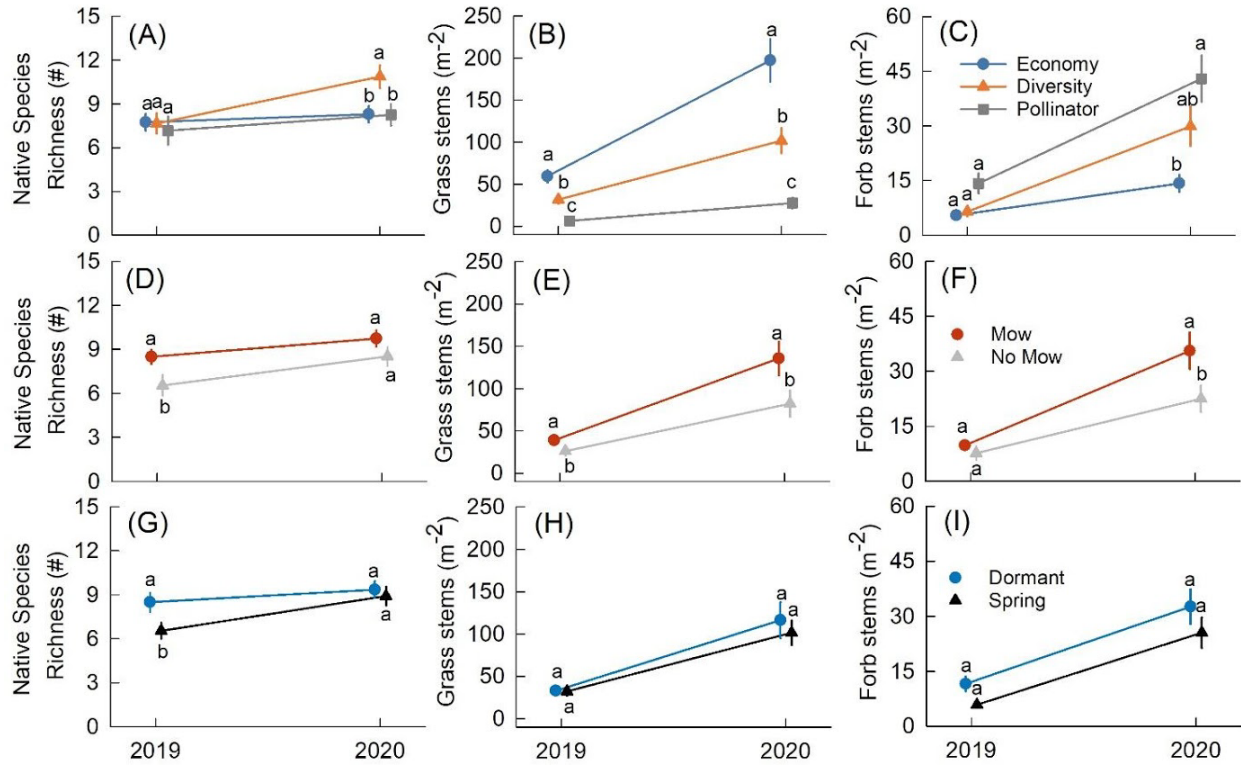 (A)
Native Species
Richness (#)
15
12
9
6
3
0
a
a
a
a
b
b
(B)
Grass stems (m-2)
250
200
150
100
50
0
a
b
c
a
b
c
(C)
Forb stems (m-2)
60
45
30
15
0
Economy
Diversity
Pollinator
a
a
a
a
ab
b
(D)
Native Species
Richness (#)
15
12
9
6
3
0
a
b
a
a
(E)
Grass stems (m-2)
250
200
150
100
50
0
a
b
a
b
(F)
Forb stems (m-2)
60
45
30
15
0
Mow
No Mow
a
a
a
b
(G)
Native Species
Richness (#)
15
12
9
6
3
0
a
b
a
a
2019
2020
(H)
Grass stems (m-2)
250
200
150
100
50
0
a
a
a
a
2019
2020
(I)
Forb stems (m-2)
60
45
30
15
0
Dormant
Spring
a
a
a
a
2019
2020